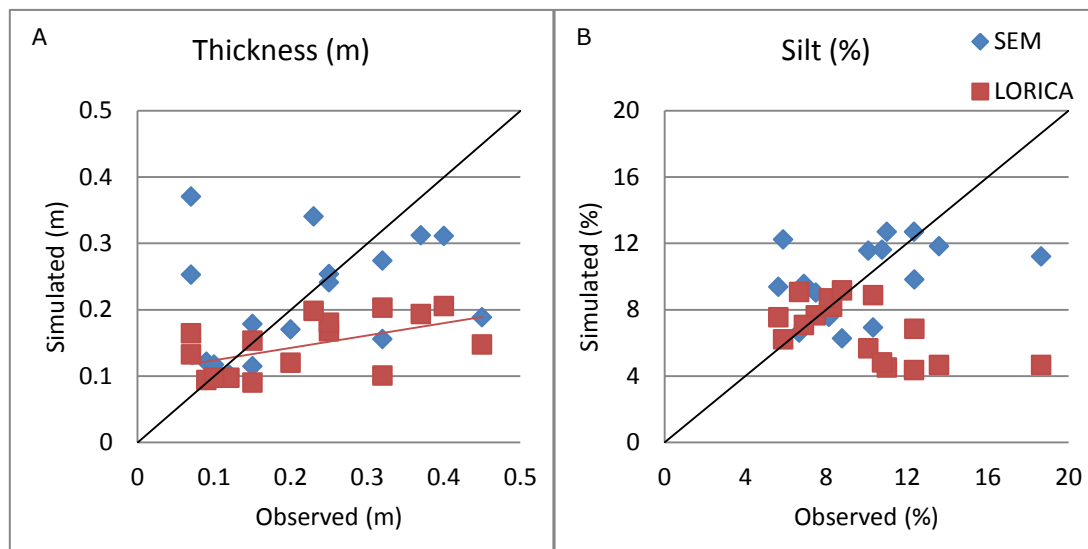 A
Thickness (m)
0.5
0.4
0.3
0.2
0.1
0
Simulated (m)
0 0.1 0.2 0.3 0.4 0.5
Observed (m)
B
Silt (%)
SEM
LORICA
20
16
12
8
4
0
Simulated (%)
0 4 8 12 16 20
Observed (%)